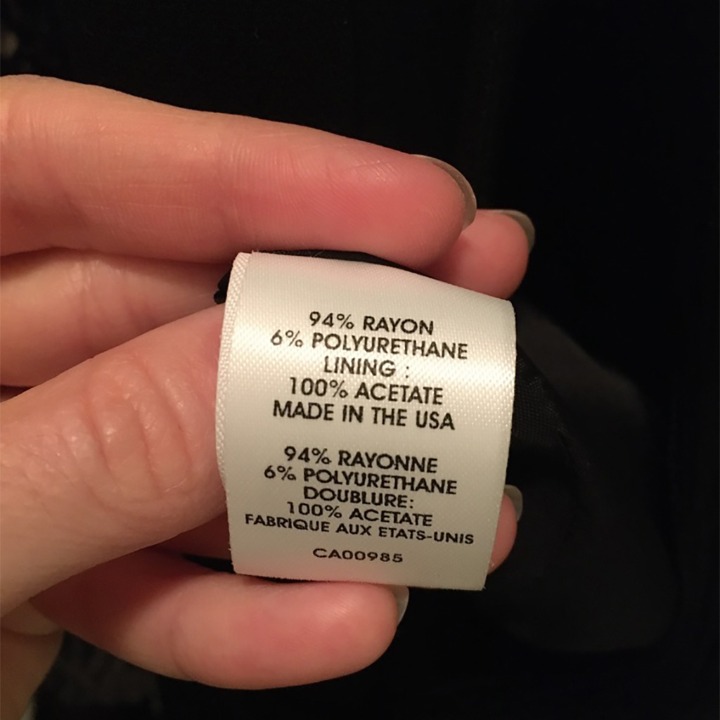 94% RAYON
6% POLYURETHANE
LINING :
100% ACETATE
MADE IN THE USA
94% RAYONNE
6% POLYURETHANE
DOUBLURE:
100% ACETATE
FABRIQUE AUX ETATS-UNIS
CA00985